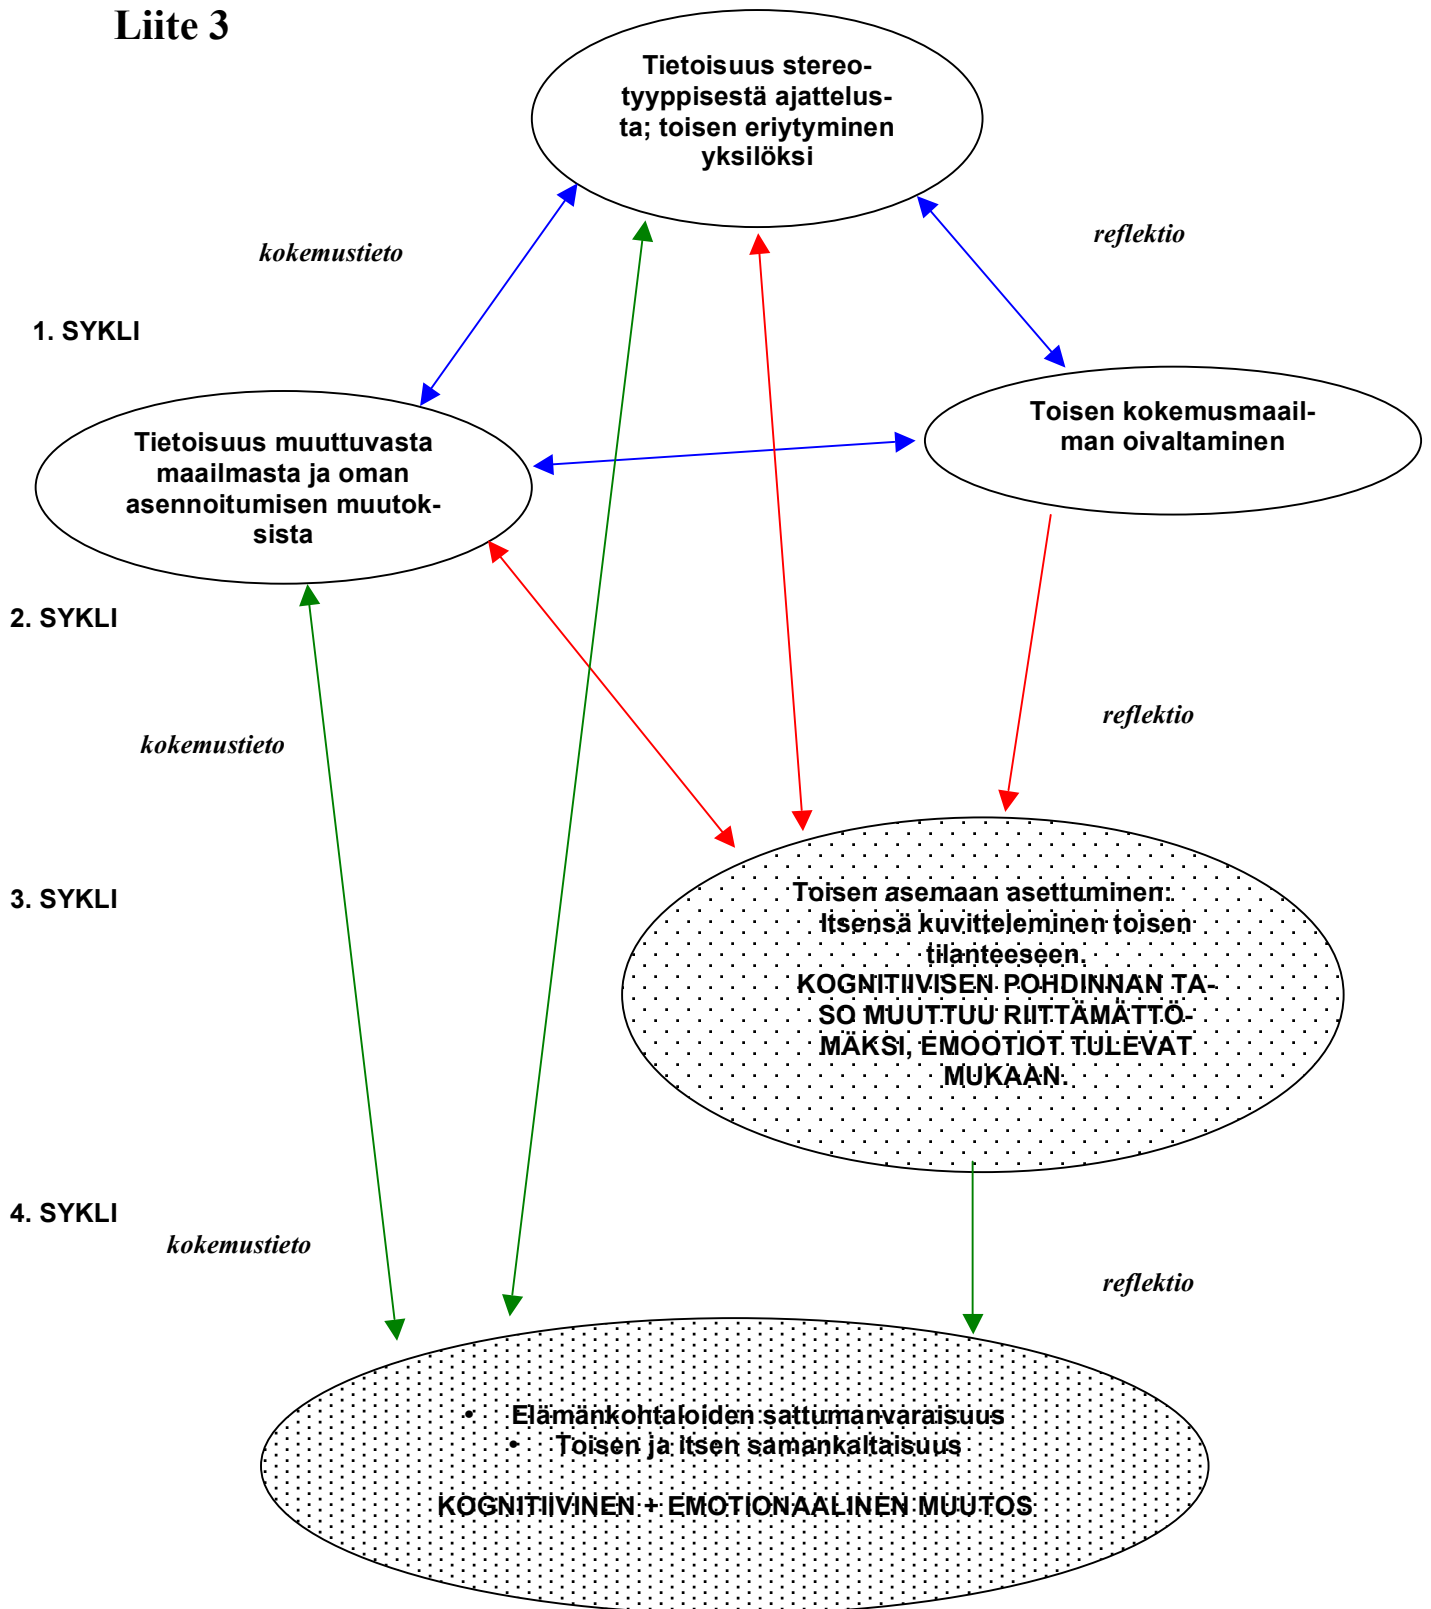 Liite 3
Tietoisuus stereo-
tyyppisestä ajattelus-
ta; toisen eriytyminen
yksilöksi
kokemustieto
reflektio
1. SYKLI
Toisen kokemusmaail-
man oivaltaminen
Tietoisuus muuttuvasta
maailmasta ja oman
asennoitumisen muutok-
sista
2. SYKLI
kokemustieto
reflektio
3. SYKLI
Toisen asemaan asettuminen:
Itsensä kuvitteleminen toisen
tilanteeseen.
KOGNITIIVISEN POHDINNAN TA-
SO MUUTTUU RIITTÄMÄTTÖ-
MÄKSI, EMOOTIOT TULEVAT
MUKAAN.
4. SYKLI
kokemustieto
reflektio
• Elämänkohtaloiden sattumanvaraisuus
• Toisen ja itsen samankaltaisuus
KOGNITIIVINEN + EMOTIONAALINEN MUUTOS